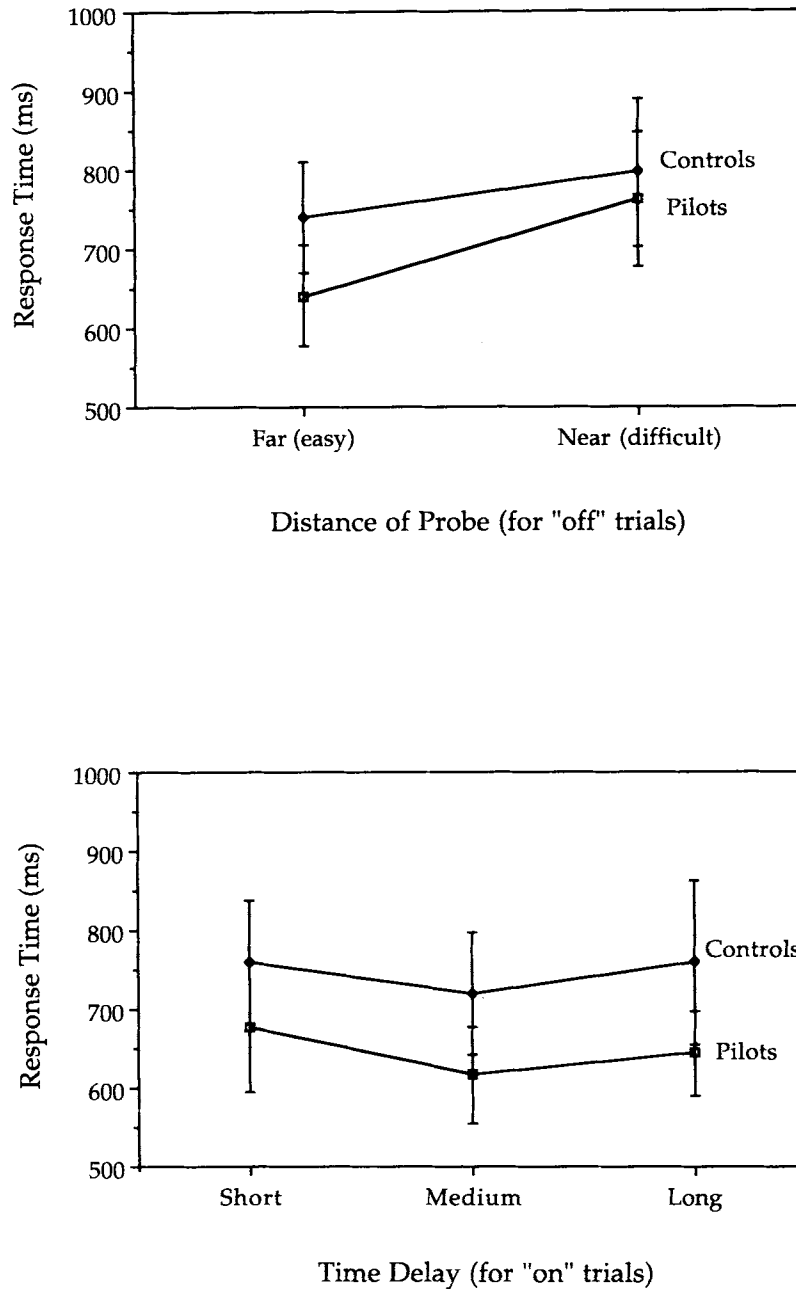 1000
900
800
700
600
500
Response Time (ms)
Controls
Pilots
Far (easy) Near (difficult)
Distance of Probe (for "off" trials)
1000
900
800
700
600
500
Response Time (ms)
Controls
Pilots
Short Medium Long
Time Delay (for "on" trials)